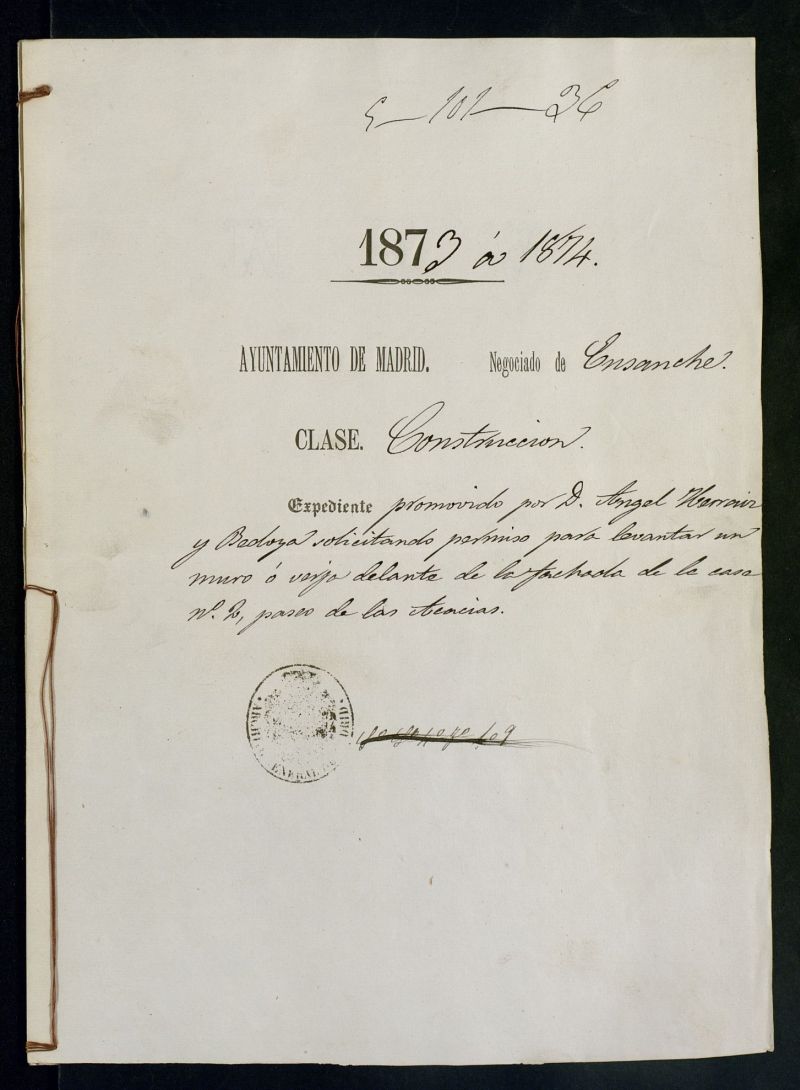 5—101—36
1873 á 1874.
AYUNTAMIENTO DE MADRID. Negociado de Ensanche.
CLASE. Construccion.
Expediente promovido por D. Angel Herraiz
y Bedoya solicitando permiso para levantar un
muro ó verja delante de la fachada de la casa
nº. 2, paseo de las Acacias.